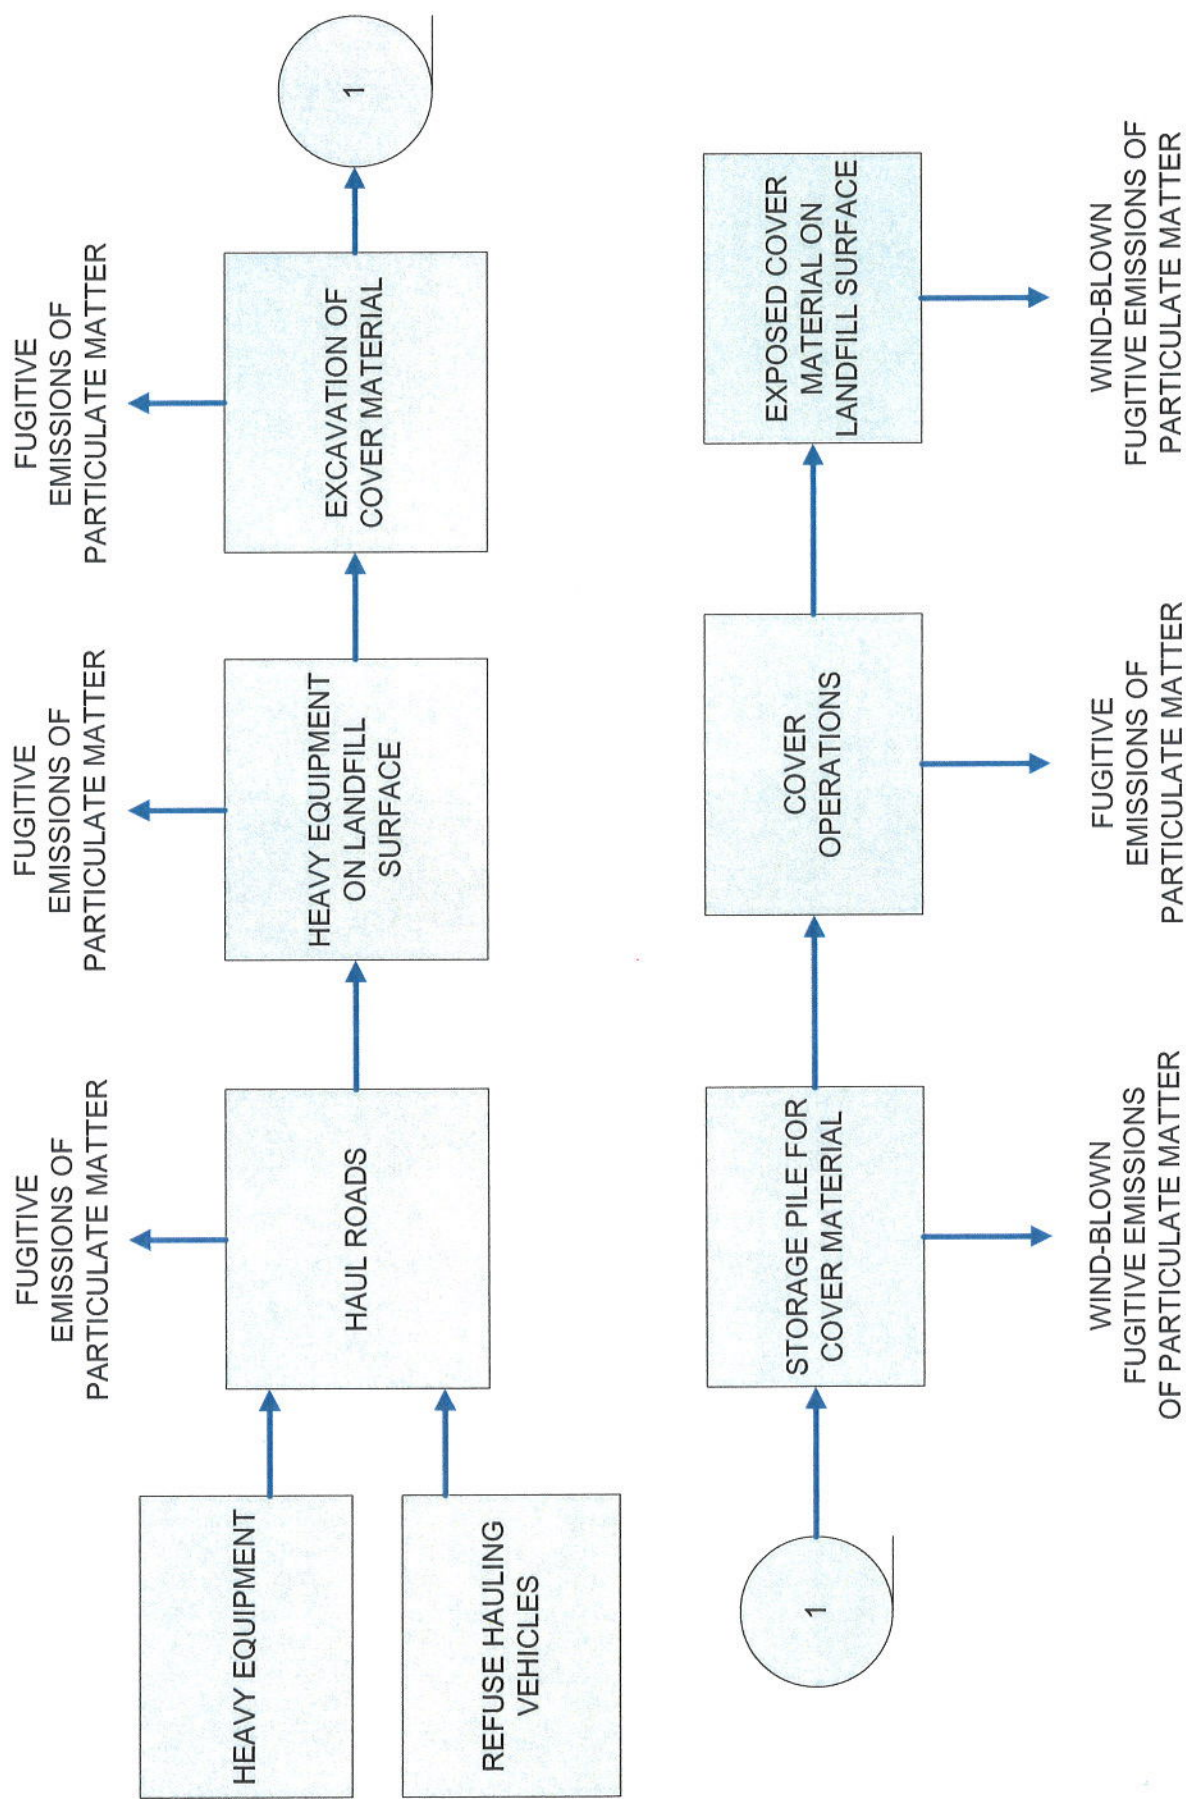 FUGITIVE
EMISSIONS OF
PARTICULATE MATTER
FUGITIVE
EMISSIONS OF
PARTICULATE MATTER
FUGITIVE
EMISSIONS OF
PARTICULATE MATTER
HEAVY EQUIPMENT
REFUSE HAULING
VEHICLES
HAUL ROADS
HEAVY EQUIPMENT
ON LANDFILL
SURFACE
EXCAVATION OF
COVER MATERIAL
1
1
STORAGE PILE FOR
COVER MATERIAL
COVER
OPERATIONS
EXPOSED COVER
MATERIAL ON
LANDFILL SURFACE
WIND-BLOWN
FUGITIVE EMISSIONS
OF PARTICULATE MATTER
FUGITIVE
EMISSIONS OF
PARTICULATE MATTER
WIND-BLOWN
FUGITIVE EMISSIONS OF
PARTICULATE MATTER